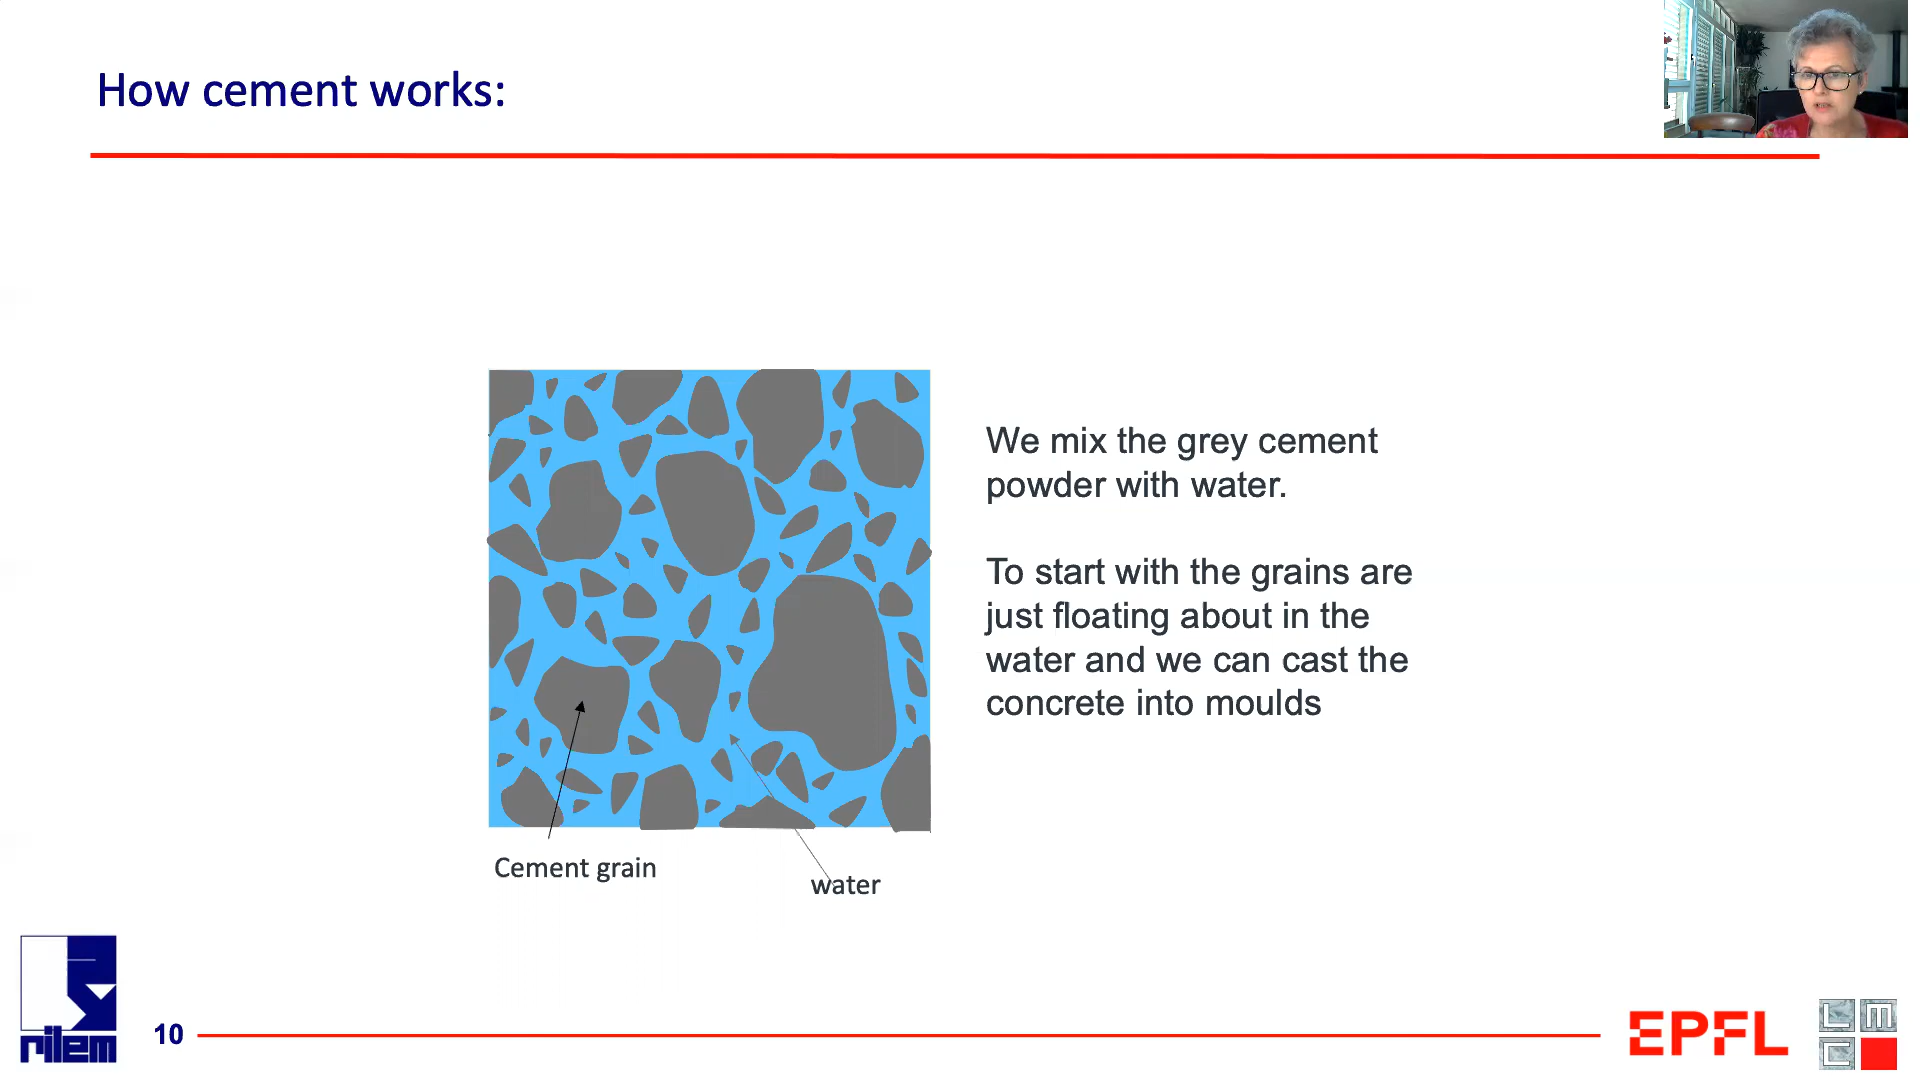 How cement works:
We mix the grey cement
powder with water.
To start with the grains are
just floating about in the
water and we can cast the
concrete into moulds
Cement grain
water
rilem
10
EPFL
L M
C